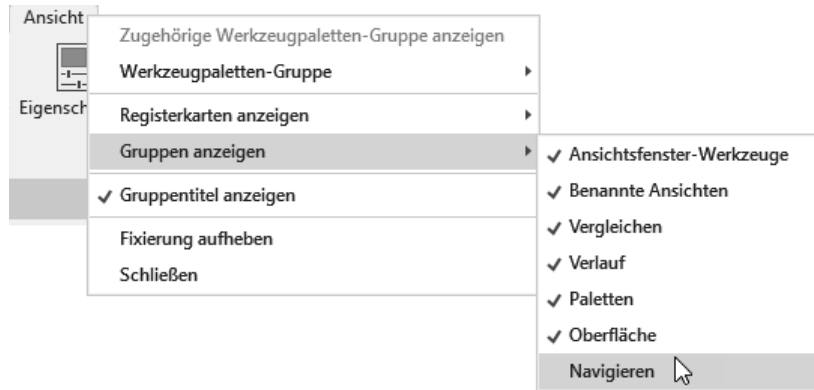 Ansicht
Zugehörige Werkzeugpaletten-Gruppe anzeigen
Werkzeugpaletten-Gruppe
Eigensch
Registerkarten anzeigen
Gruppen anzeigen
Gruppentitel anzeigen
Fixierung aufheben
Schließen
Ansichtsfenster-Werkzeuge
Benannte Ansichten
Vergleichen
Verlauf
Paletten
Oberfläche
Navigieren